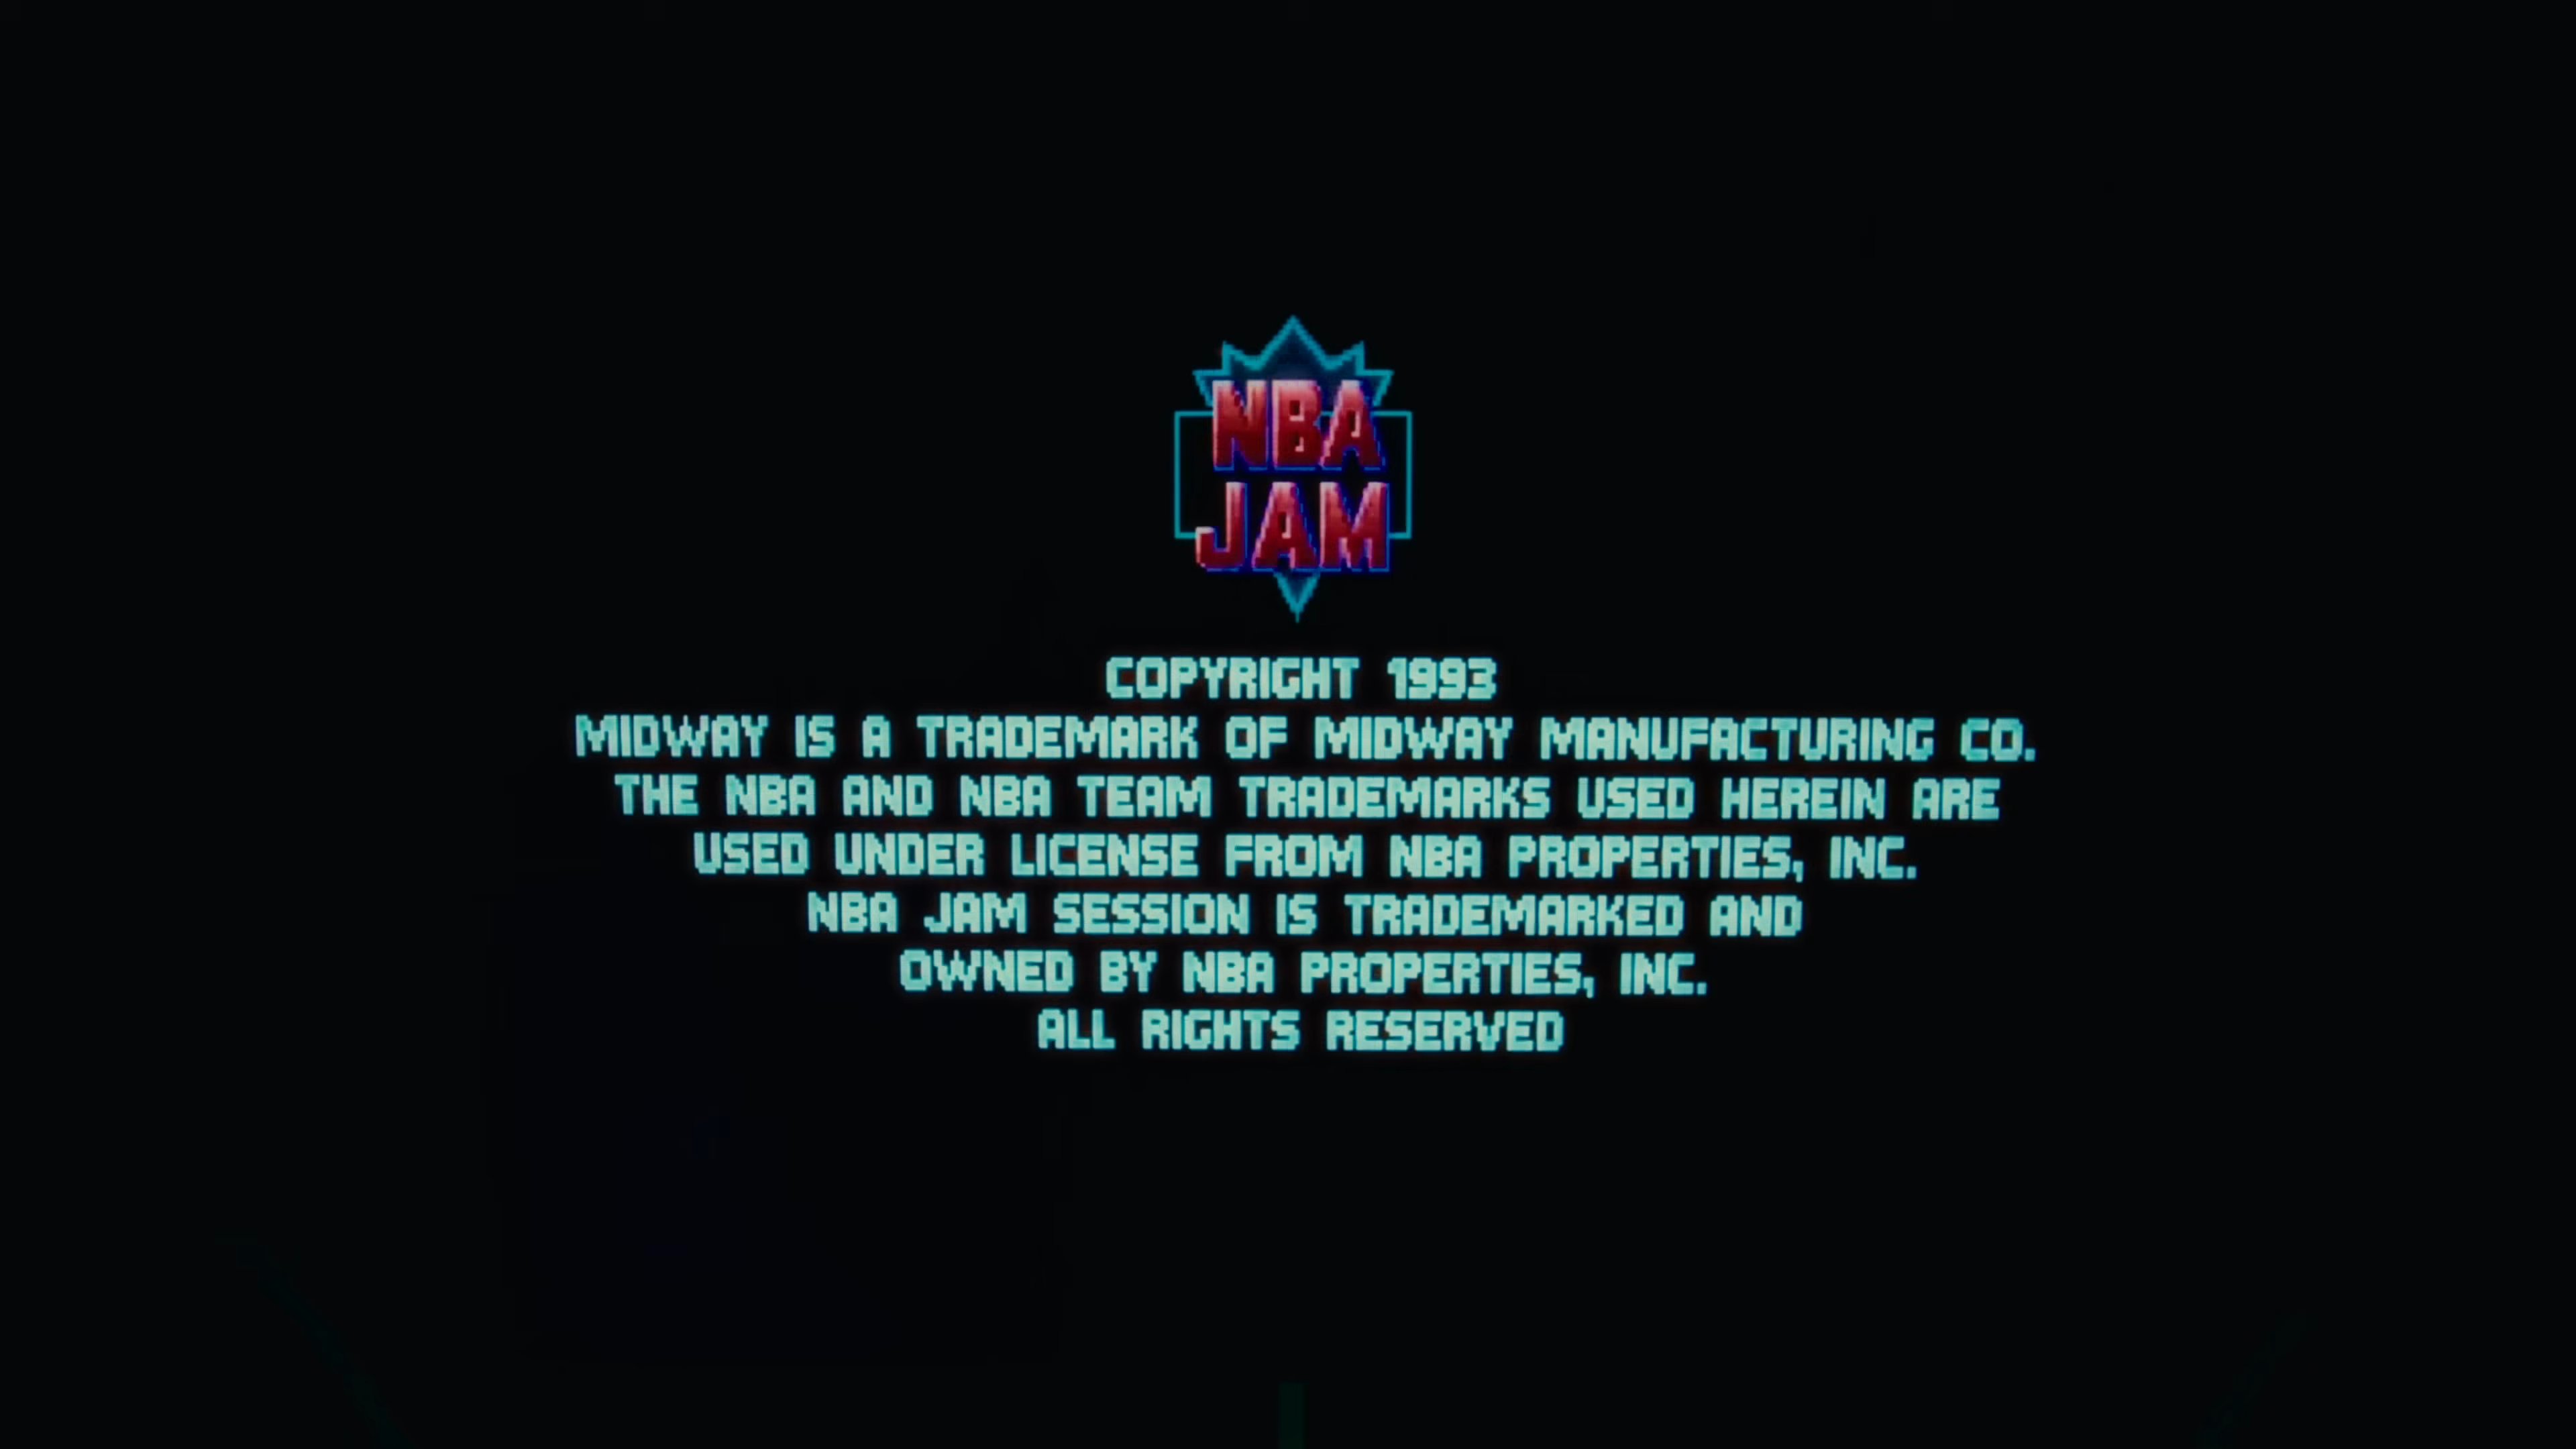 NBA
JAM
COPYRIGHT 1993
MIDWAY IS A TRADEMARK OF MIDWAY MANUFACTURING CO.
THE NBA AND NBA TEAM TRADEMARKS USED HEREIN ARE
USED UNDER LICENSE FROM NBA PROPERTIES, INC.
NBA JAM SESSION IS TRADEMARKED AND
OWNED BY NBA PROPERTIES, INC.
ALL RIGHTS RESERVED